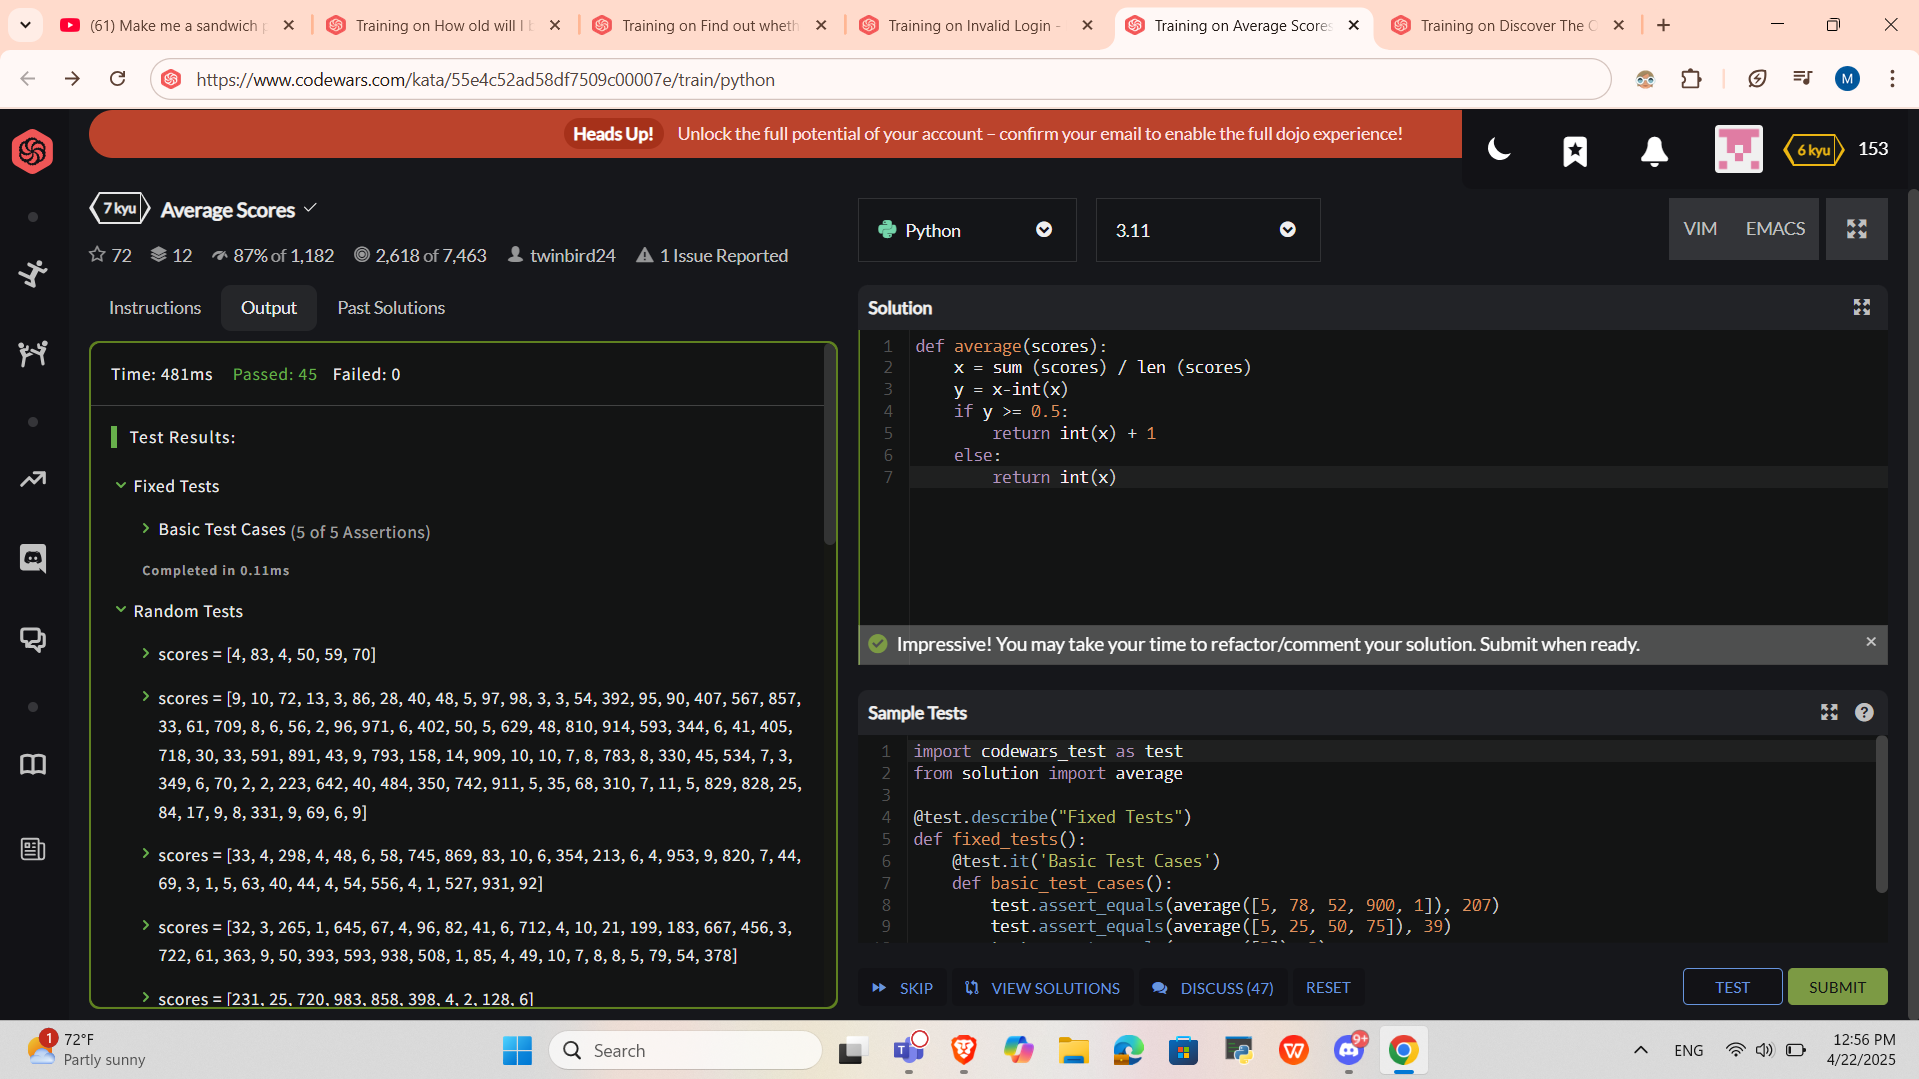 (61) Make me a sandwich p
Training on How old will I b
Training on Find out wheth
Training on Invalid Login -
Training on Average Scores
Training on Discover The O
https://www.codewars.com/kata/55e4c52ad58df7509c00007e/train/python
M
Heads Up! Unlock the full potential of your account – confirm your email to enable the full dojo experience!
6 kyu 153
7 kyu Average Scores
72 12 87% of 1,182 2,618 of 7,463 twinbird24 1 Issue Reported
Python
3.11
VIM EMACS
Instructions Output Past Solutions
Time: 481ms Passed: 45 Failed: 0
Test Results:
Fixed Tests
Basic Test Cases (5 of 5 Assertions)
Completed in 0.11ms
Random Tests
scores = [4, 83, 4, 50, 59, 70]
scores = [9, 10, 72, 13, 3, 86, 28, 40, 48, 5, 97, 98, 3, 3, 54, 392, 95, 90, 407, 567, 857,
33, 61, 709, 8, 6, 56, 2, 96, 971, 6, 402, 50, 5, 629, 48, 810, 914, 593, 344, 6, 41, 405,
718, 30, 33, 591, 891, 43, 9, 793, 158, 14, 909, 10, 10, 7, 8, 783, 8, 330, 45, 534, 7, 3,
349, 6, 70, 2, 2, 223, 642, 40, 484, 350, 742, 911, 5, 35, 68, 310, 7, 11, 5, 829, 828, 25,
84, 17, 9, 8, 331, 9, 69, 6, 9]
scores = [33, 4, 298, 4, 48, 6, 58, 745, 869, 83, 10, 6, 354, 213, 6, 4, 953, 9, 820, 7, 44,
69, 3, 1, 5, 63, 40, 44, 4, 54, 556, 4, 1, 527, 931, 92]
scores = [32, 3, 265, 1, 645, 67, 4, 96, 82, 41, 6, 712, 4, 10, 21, 199, 183, 667, 456, 3,
722, 61, 363, 9, 50, 393, 593, 938, 508, 1, 85, 4, 49, 10, 7, 8, 8, 5, 79, 54, 378]
scores = [231, 25, 720, 983, 858, 398, 4, 2, 128, 6]
Solution
1 def average(scores):
2 x = sum (scores) / len (scores)
3 y = x-int(x)
4 if y >= 0.5:
5 return int(x) + 1
6 else:
7 return int(x)
Impressive! You may take your time to refactor/comment your solution. Submit when ready.
Sample Tests
1 import codewars_test as test
2 from solution import average
3
4 @test.describe("Fixed Tests")
5 def fixed_tests():
6 @test.it('Basic Test Cases')
7 def basic_test_cases():
8 test.assert_equals(average([5, 78, 52, 900, 1]), 207)
9 test.assert_equals(average([5, 25, 50, 75]), 39)
SKIP VIEW SOLUTIONS DISCUSS (47) RESET TEST SUBMIT
1
72°F
Partly sunny
Search
9+
ENG
12:56 PM
4/22/2025